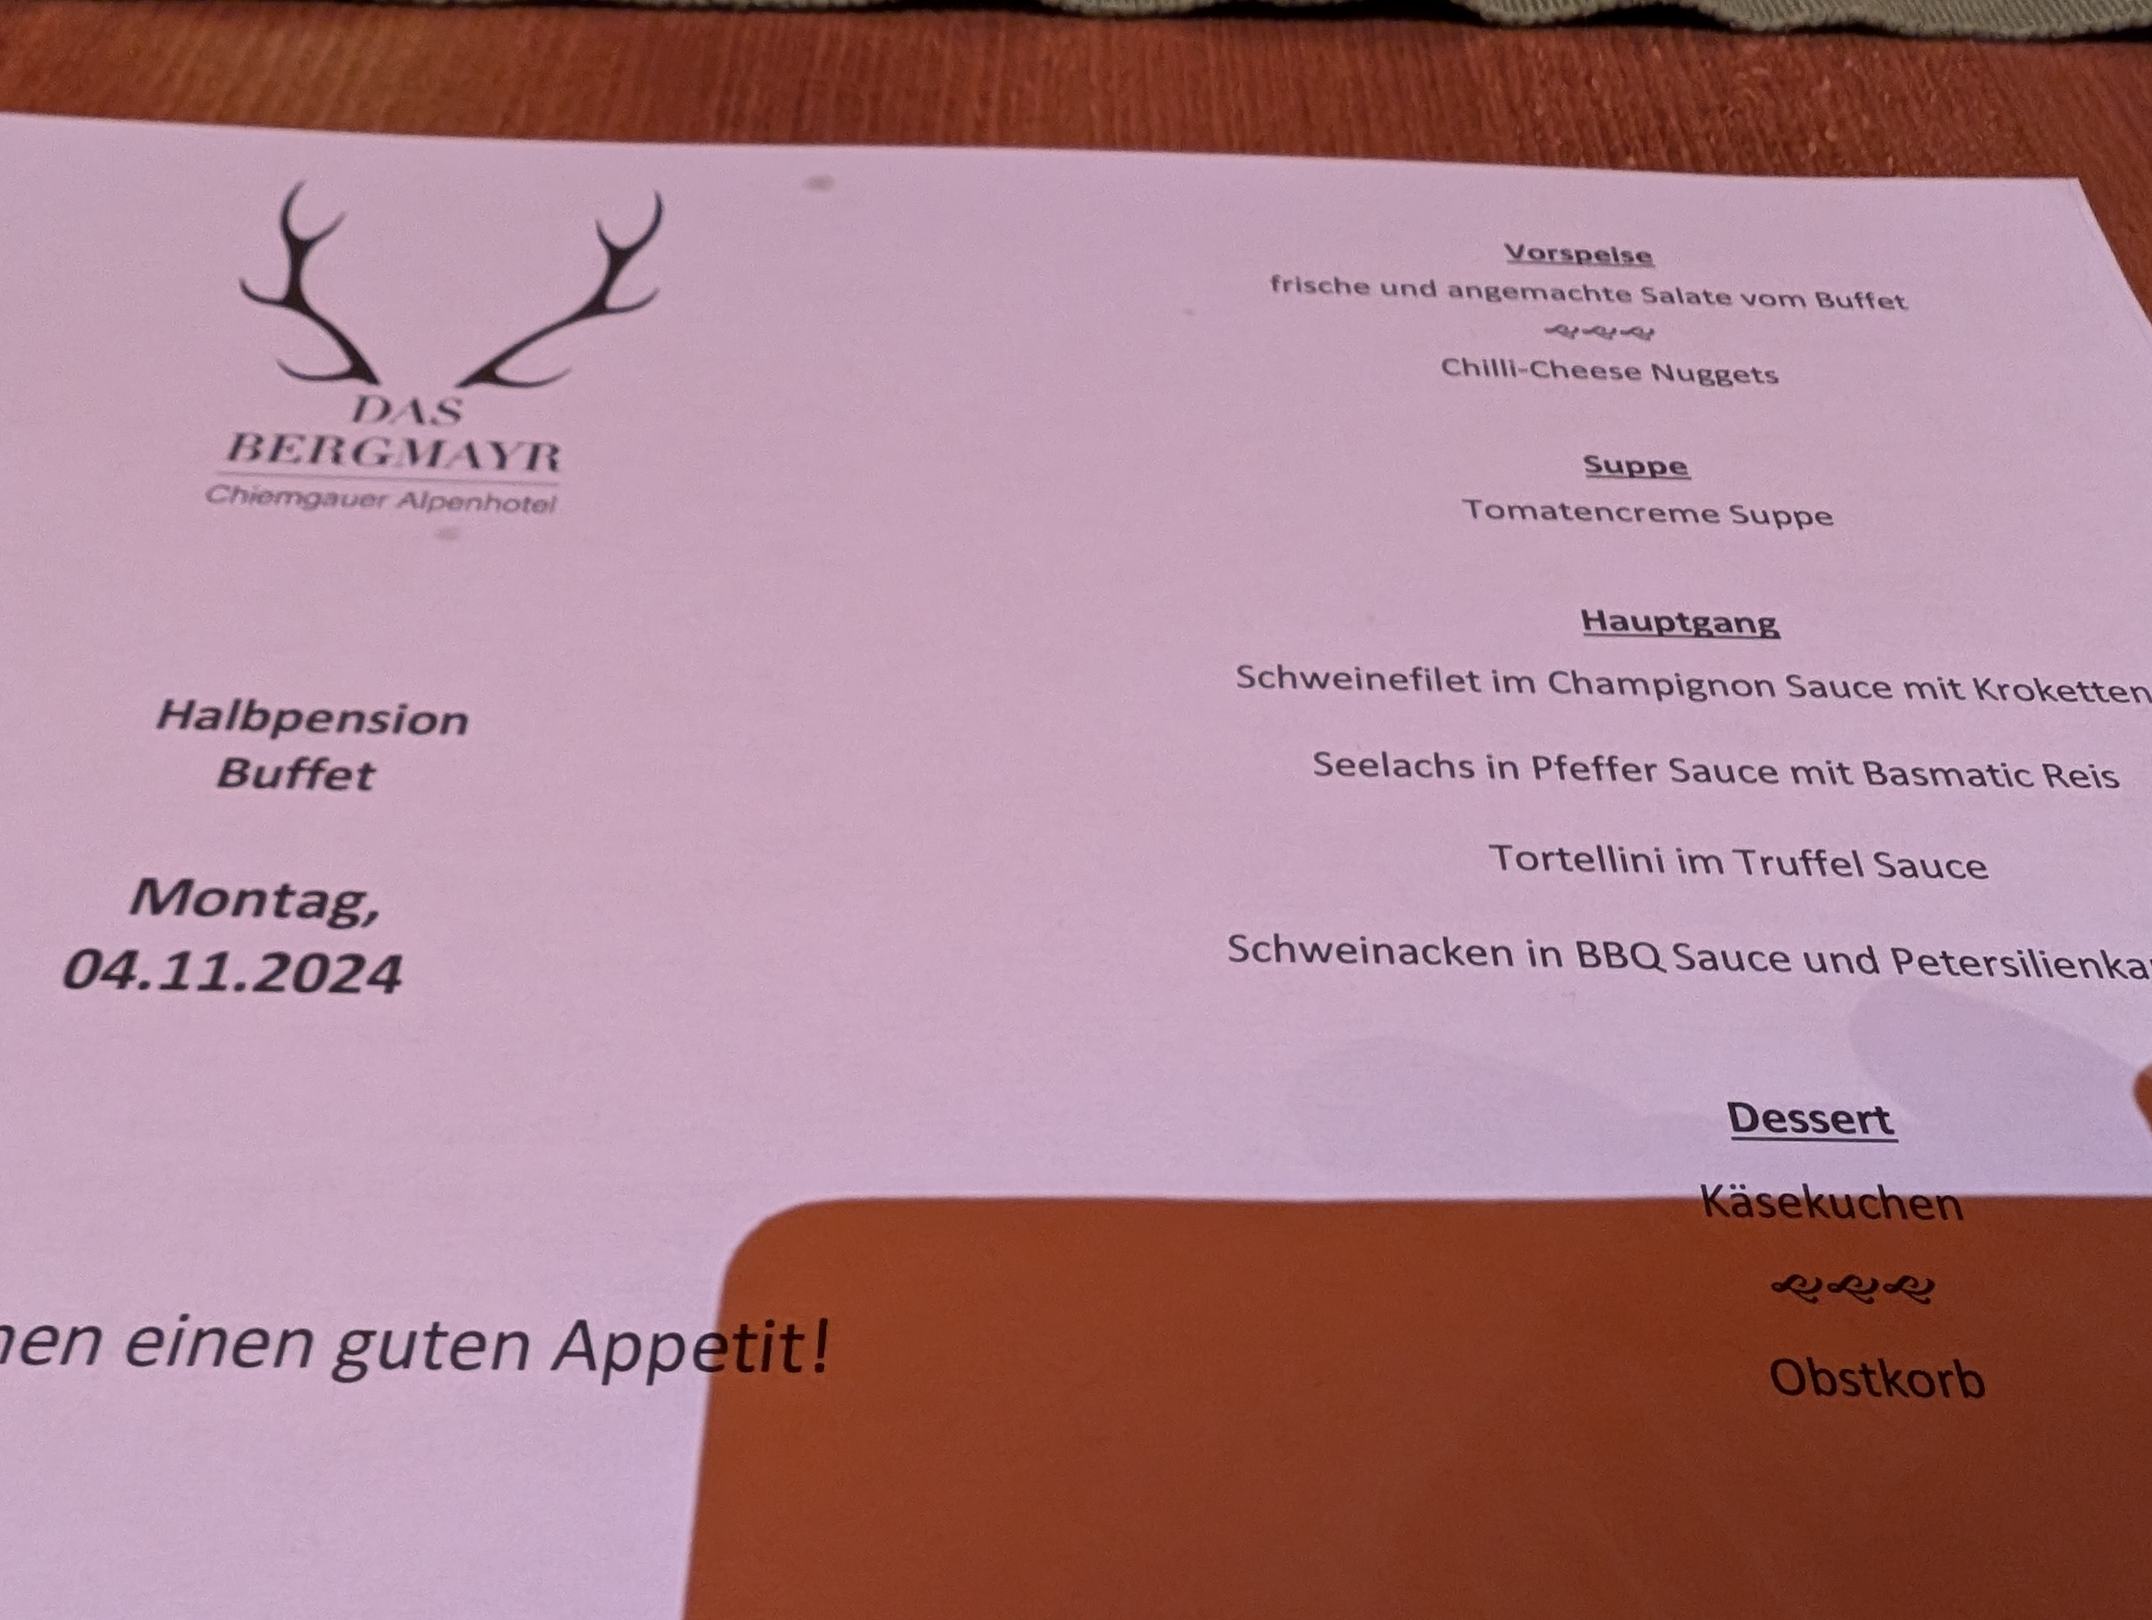 DAS
BERGMAYR
Chiemgauer Alpenhotel
Halbpension
Buffet
Montag,
04.11.2024
einen guten Appetit!
Vorspeise
frische und angemachte Salate vom Buffet
Chilli-Cheese Nuggets
Suppe
Tomatencreme Suppe
Hauptgang
Schweinefilet im Champignon Sauce mit Kroketten
Seelachs in Pfeffer Sauce mit Basmatic Reis
Tortellini im Truffel Sauce
Schweinacken in BBQ Sauce und
Dessert
Käsekuchen
Obstkorb